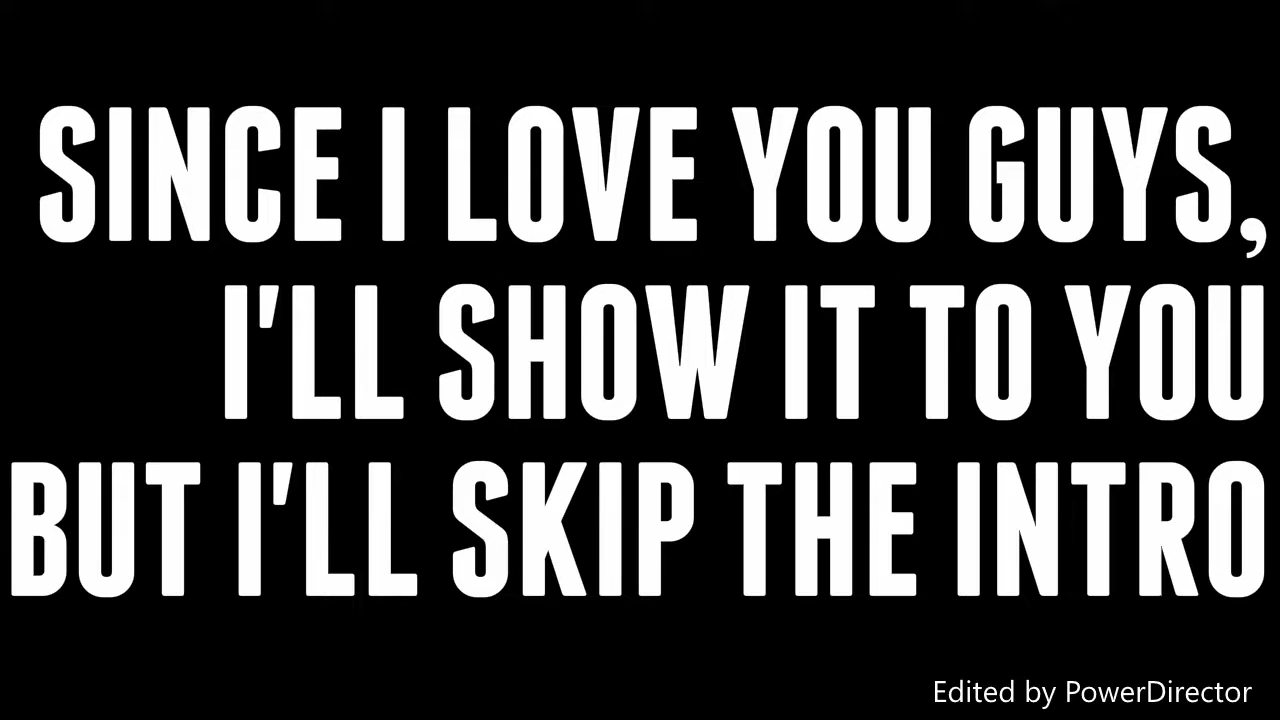 SINCE I LOVE YOU GUYS,
I'LL SHOW IT TO YOU
BUT I'LL SKIP THE INTRO
Edited by PowerDirector